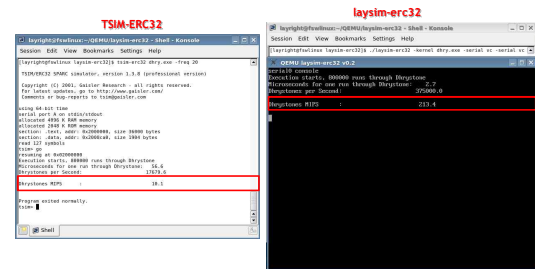 TSIM-ERC32
layright@fswlinux:~/QEMU/laysim-erc32 - Shell - Konsole
Session Edit View Bookmarks Settings Help
[layright@fswlinux laysim-erc32]$ tsim-erc32 dhry.exe -freq 20
TSIM/ERC32 SPARC simulator, version 1.3.8 (professional version)
Copyright (C) 2001, Gaisler Research - all rights reserved.
For latest updates, go to http://www.gaisler.com/
Comments or bug-reports to tsim@gaisler.com
using 64-bit time
serial port A on stdin/stdout
allocated 4096 K RAM memory
allocated 2048 K ROM memory
section: .text, addr: 0x2000000, size 36000 bytes
section: .data, addr: 0x2008ca0, size 1904 bytes
read 127 symbols
tsim> go
resuming at 0x02000000
Execution starts, 800000 runs through Dhrystone
Microseconds for one run through Dhrystone: 56.6
Dhrystones per Second: 17679.6
Dhrystones MIPS : 10.1
Program exited normally.
tsim>
Shell
laysim-erc32
layright@fswlinux:~/QEMU/laysim-erc32 - Shell - Konsole
Session Edit View Bookmarks Settings Help
[layright@fswlinux laysim-erc32]$ ./laysim-erc32 -kernel dhry.exe -serial vc -serial vc
QEMU laysim-erc32 v0.2
serial0 console
Execution starts, 800000 runs through Dhrystone
Microseconds for one run through Dhrystone: 2.7
Dhrystones per Second: 375000.0
Dhrystones MIPS : 213.4